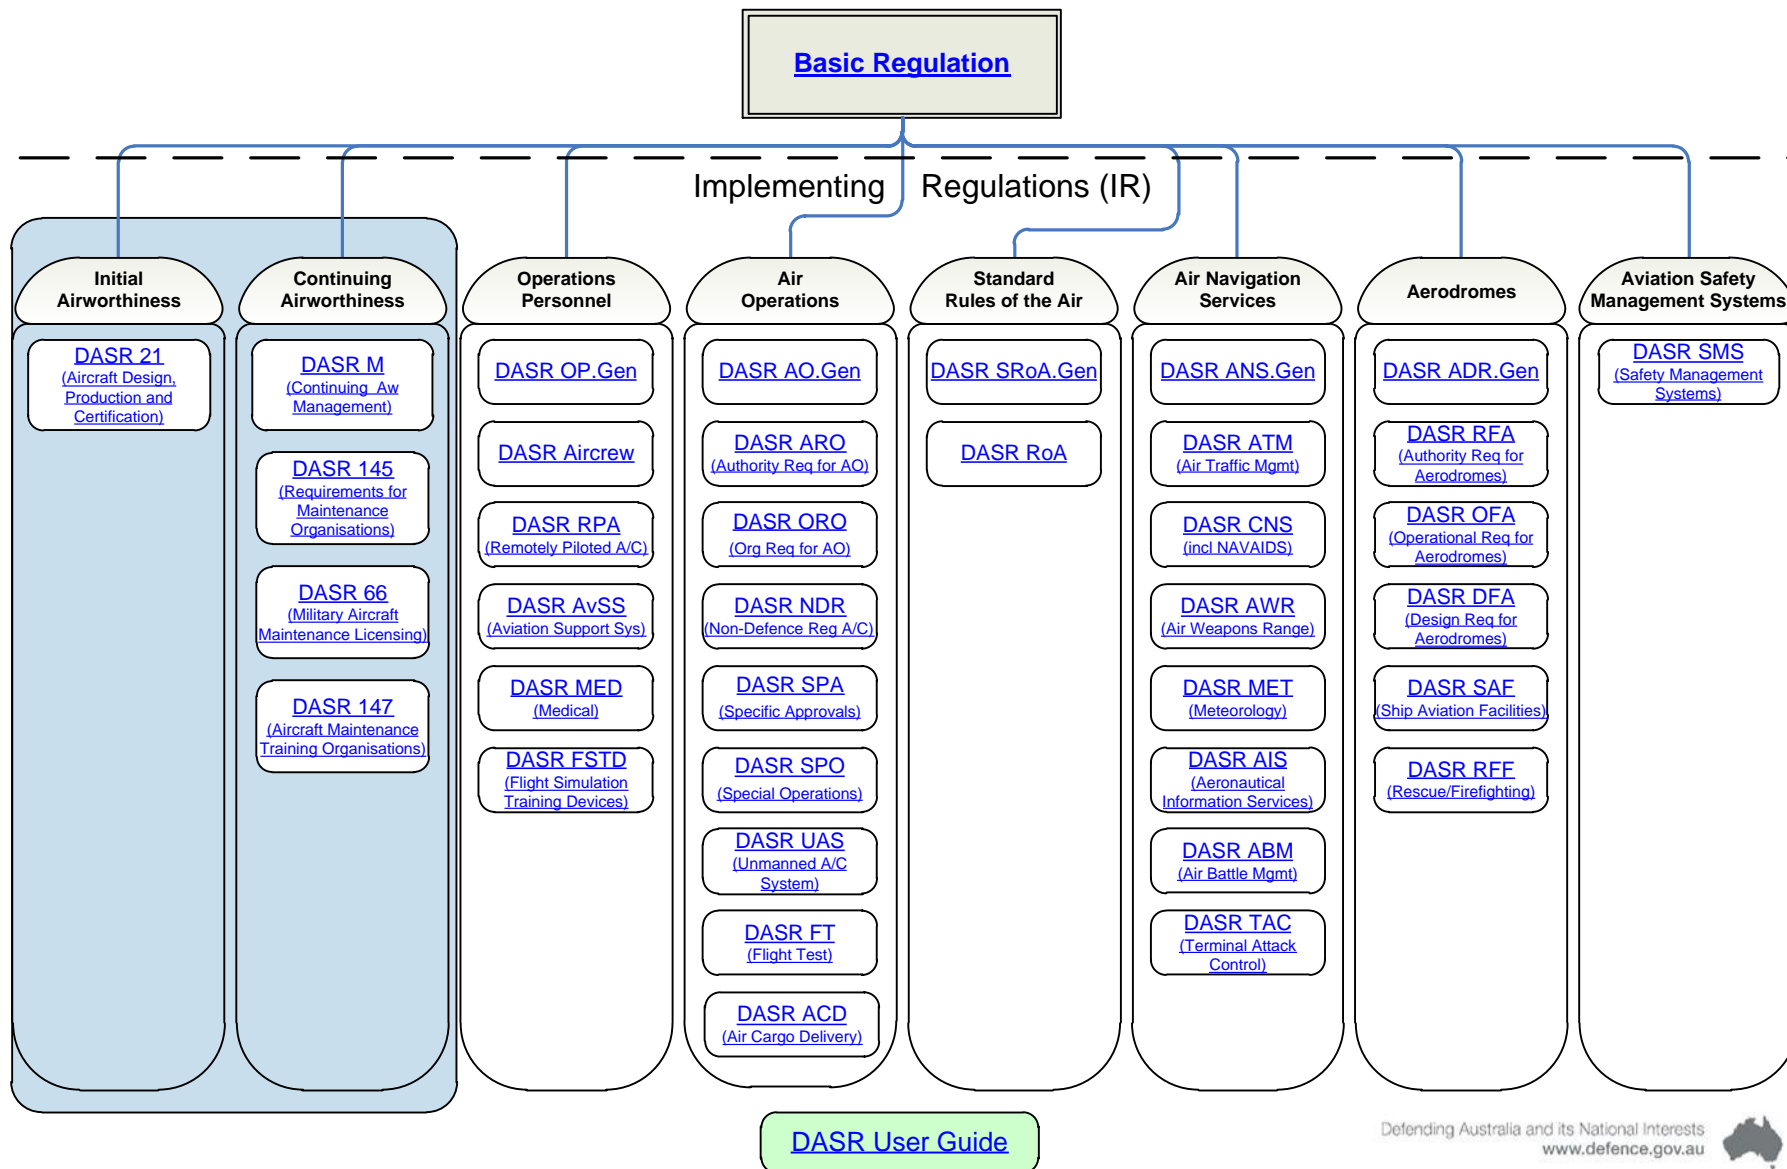 Basic Regulation
Implementing Regulations (IR)
Initial
Airworthiness
DASR 21
(Aircraft Design,
Production and
Certification)
Continuing
Airworthiness
DASR M
(Continuing Aw
Management)
DASR 145
(Requirements for
Maintenance
Organisations)
DASR 66
(Military Aircraft
Maintenance Licensing)
DASR 147
(Aircraft Maintenance
Training Organisations)
Operations
Personnel
DASR OP.Gen
DASR Aircrew
DASR RPA
(Remotely Piloted A/C)
DASR AvSS
(Aviation Support Sys)
DASR MED
(Medical)
DASR FSTD
(Flight Simulation
Training Devices)
Air
Operations
DASR AO.Gen
DASR ARO
(Authority Req for AO)
DASR ORO
(Org Req for AO)
DASR NDR
(Non-Defence Reg A/C)
DASR SPA
(Specific Approvals)
DASR SPO
(Special Operations)
DASR UAS
(Unmanned A/C
System)
DASR FT
(Flight Test)
DASR ACD
(Air Cargo Delivery)
Standard
Rules of the Air
DASR SRoA.Gen
DASR RoA
Air Navigation
Services
DASR ANS.Gen
DASR ATM
(Air Traffic Mgmt)
DASR CNS
(incl NAVAIDS)
DASR AWR
(Air Weapons Range)
DASR MET
(Meteorology)
DASR AIS
(Aeronautical
Information Services)
DASR ABM
(Air Battle Mgmt)
DASR TAC
(Terminal Attack
Control)
Aerodromes
DASR ADR.Gen
DASR RFA
(Authority Req for
Aerodromes)
DASR OFA
(Operational Req for
Aerodromes)
DASR DFA
(Design Req for
Aerodromes)
DASR SAF
(Ship Aviation Facilities)
DASR RFF
(Rescue/Firefighting)
Aviation Safety
Management Systems
DASR SMS
(Safety Management
Systems)
DASR User Guide
Defending Australia and its National Interests
www.defence.gov.au